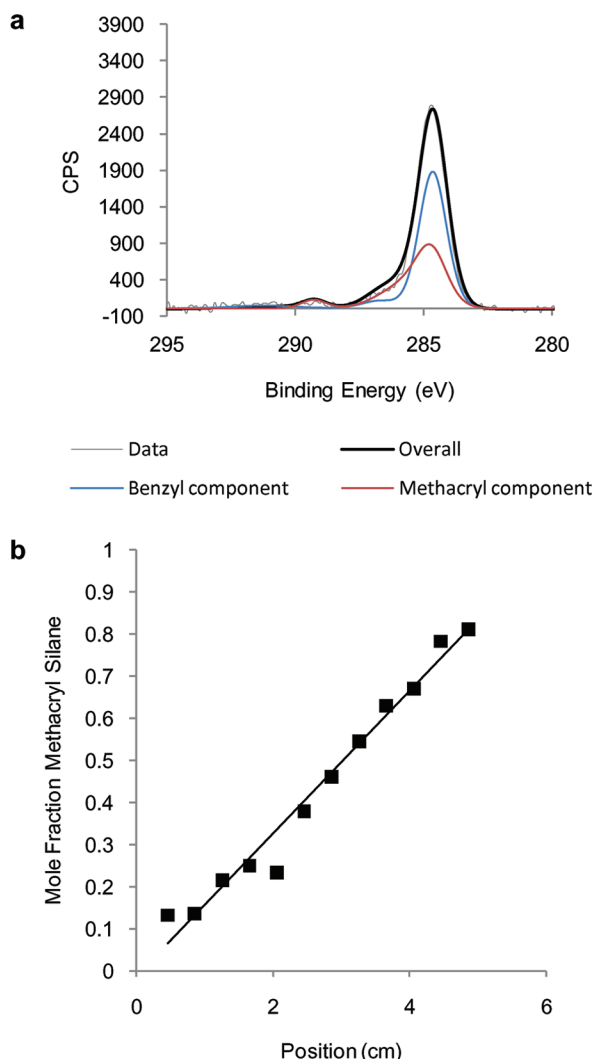 a
3900
3400
2900
2400
1900
1400
900
400
-100
CPS
295 290 285 280
Binding Energy (eV)
Data Overall
Benzyl component Methacryl component
b
1
0.9
0.8
0.7
0.6
0.5
0.4
0.3
0.2
0.1
0
Mole Fraction Methacryl Silane
0 2 4 6
Position (cm)